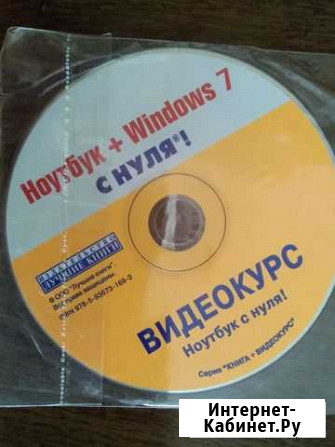 Ноутбук + Windows 7
С НУЛЯ®!
ИЗДАТЕЛЬСТВО
ЛУЧШИЕ КНИГИ
© ООО "Лучшие книги".
Все права защищены.
ISBN 978-5-93673-169-3
ВИДЕОКУРС
Ноутбук с нуля!
Серия "КНИГА + ВИДЕОКУРС"
Интернет-
Кабинет.Ру